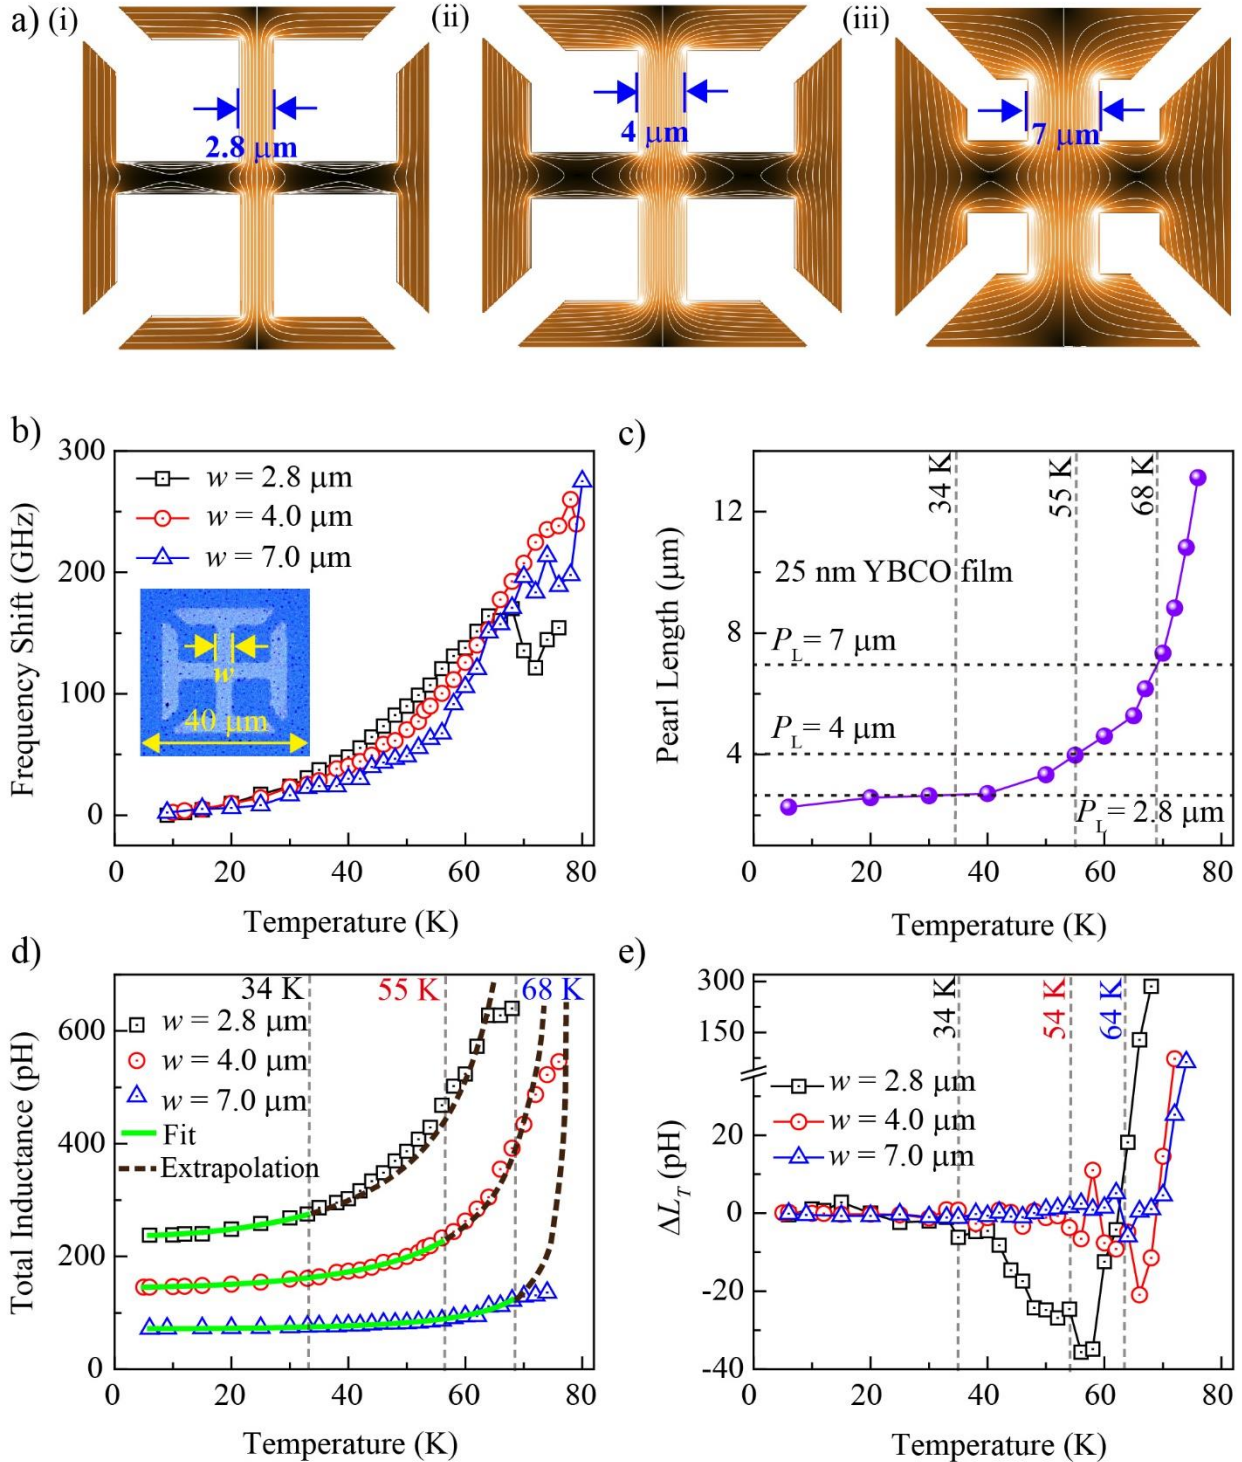 a) (i)
(ii)
(iii)
2.8 μm
4 μm
7 μm
b)
300
200
100
0
Frequency Shift (GHz)
w = 2.8 μm
w = 4.0 μm
w = 7.0 μm
w
40 μm
0 20 40 60 80
Temperature (K)
c)
12
8
4
Pearl Length (μm)
34 K
55 K
68 K
25 nm YBCO film
P_L = 7 μm
P_L = 4 μm
P_L = 2.8 μm
0 20 40 60 80
Temperature (K)
d)
600
400
200
0
Total Inductance (pH)
34 K
55 K
68 K
w = 2.8 μm
w = 4.0 μm
w = 7.0 μm
Fit
Extrapolation
0 20 40 60 80
Temperature (K)
e)
300
150
20
0
-20
-40
ΔL_T (pH)
34 K
54 K
64 K
w = 2.8 μm
w = 4.0 μm
w = 7.0 μm
0 20 40 60 80
Temperature (K)